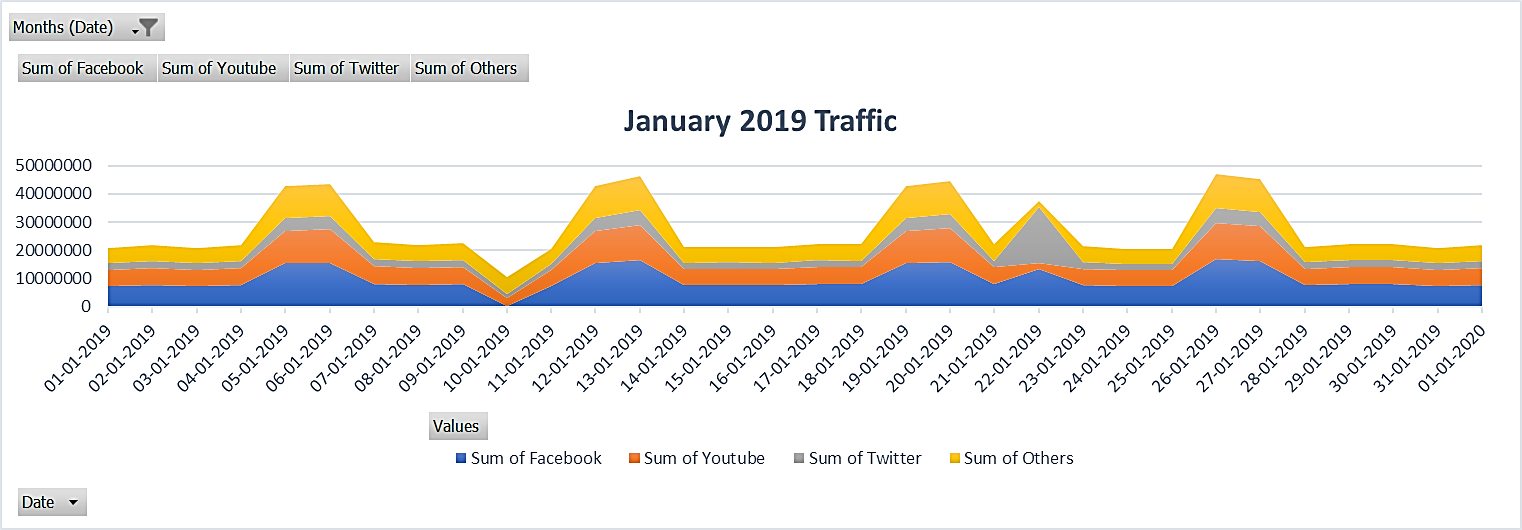 Months (Date)
Sum of Facebook Sum of Youtube Sum of Twitter Sum of Others
January 2019 Traffic
50000000
40000000
30000000
20000000
10000000
0
01-01-2019 02-01-2019 03-01-2019 04-01-2019 05-01-2019 06-01-2019 07-01-2019 08-01-2019 09-01-2019 10-01-2019 11-01-2019 12-01-2019 13-01-2019 14-01-2019 15-01-2019 16-01-2019 17-01-2019 18-01-2019 19-01-2019 20-01-2019 21-01-2019 22-01-2019 23-01-2019 24-01-2019 25-01-2019 26-01-2019 27-01-2019 28-01-2019 29-01-2019 30-01-2019 31-01-2019 01-01-2020
Values
Sum of Facebook Sum of Youtube Sum of Twitter Sum of Others
Date